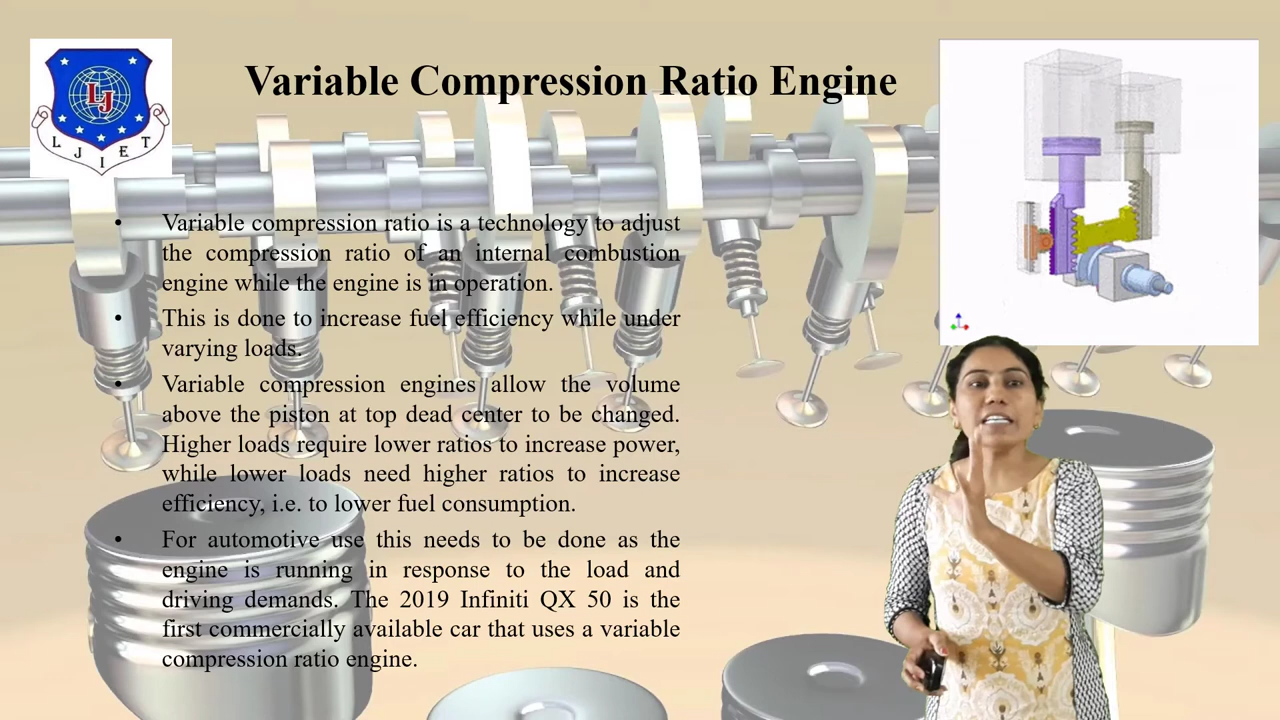 LJ
LJIET
Variable Compression Ratio Engine
• Variable compression ratio is a technology to adjust
the compression ratio of an internal combustion
engine while the engine is in operation.
• This is done to increase fuel efficiency while under
varying loads.
• Variable compression engines allow the volume
above the piston at top dead center to be changed.
Higher loads require lower ratios to increase power,
while lower loads need higher ratios to increase
efficiency, i.e. to lower fuel consumption.
• For automotive use this needs to be done as the
engine is running in response to the load and
driving demands. The 2019 Infiniti QX 50 is the
first commercially available car that uses a variable
compression ratio engine.